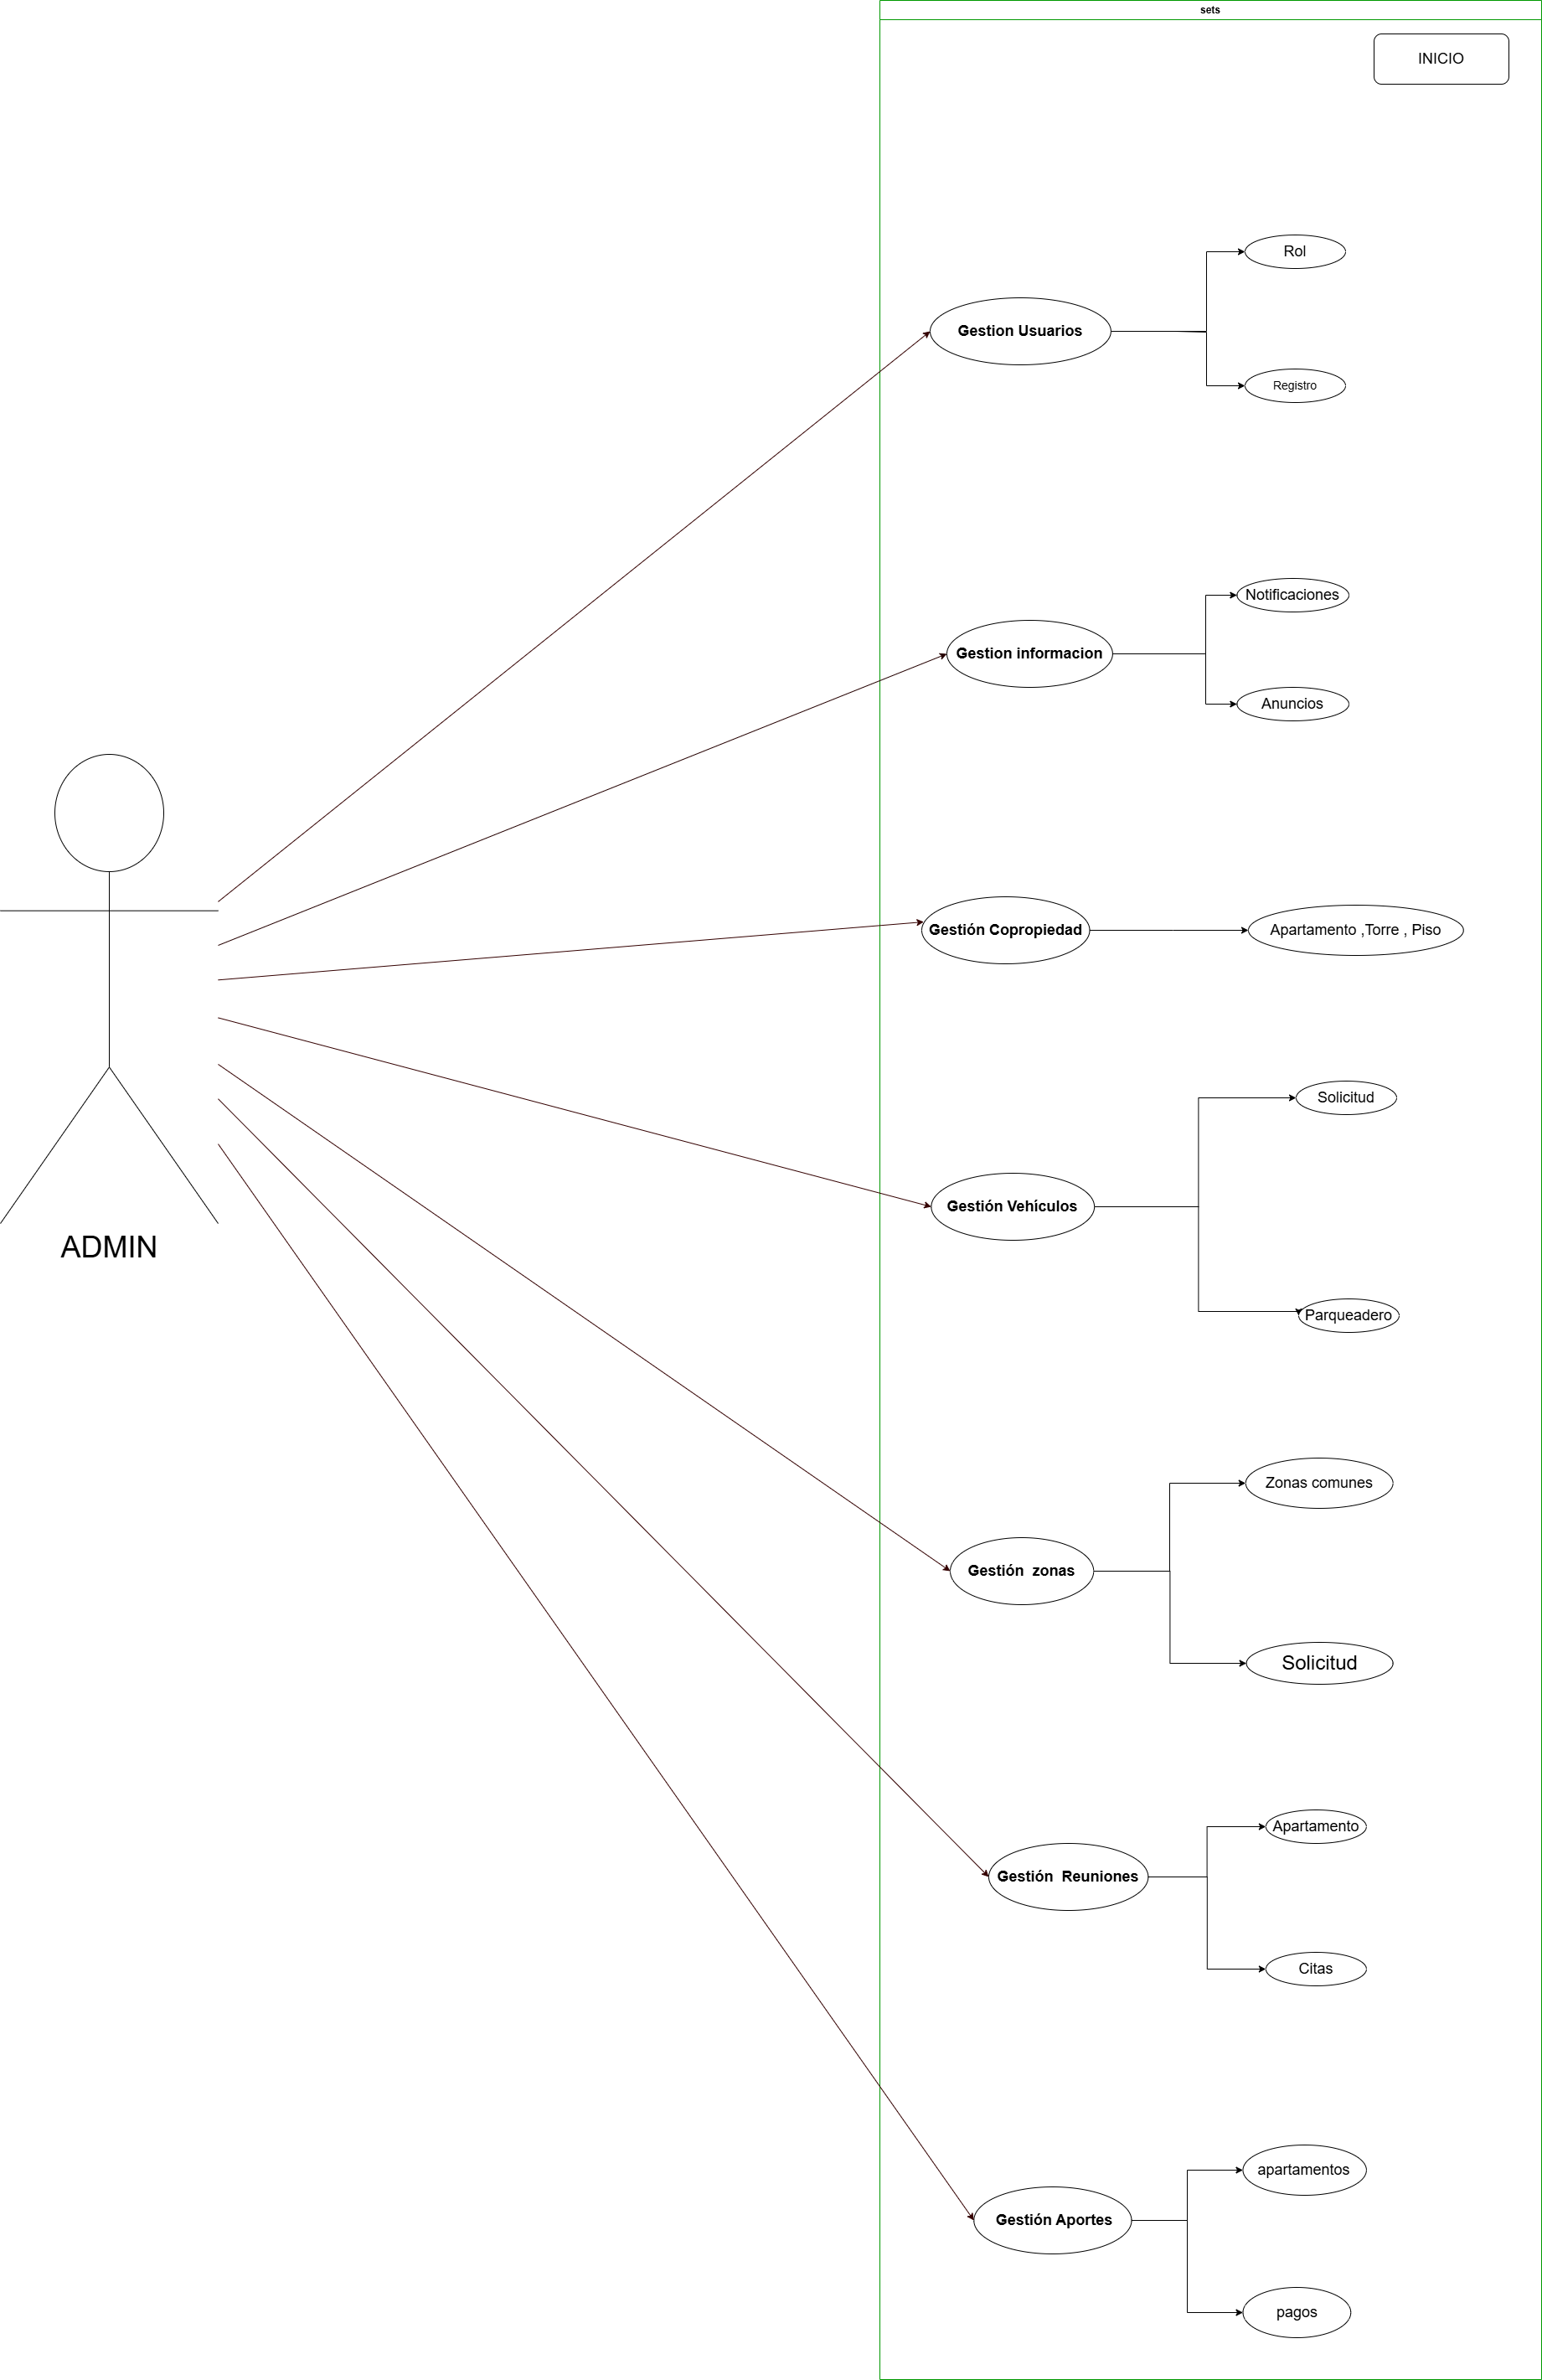 sets
INICIO
Rol
Gestion Usuarios
Registro
Notificaciones
Gestion informacion
Anuncios
Gestión Copropiedad
Apartamento ,Torre , Piso
Solicitud
Gestión Vehículos
ADMIN
Parqueadero
Zonas comunes
Gestión  zonas
Solicitud
Apartamento
Gestión  Reuniones
Citas
apartamentos
Gestión Aportes
pagos